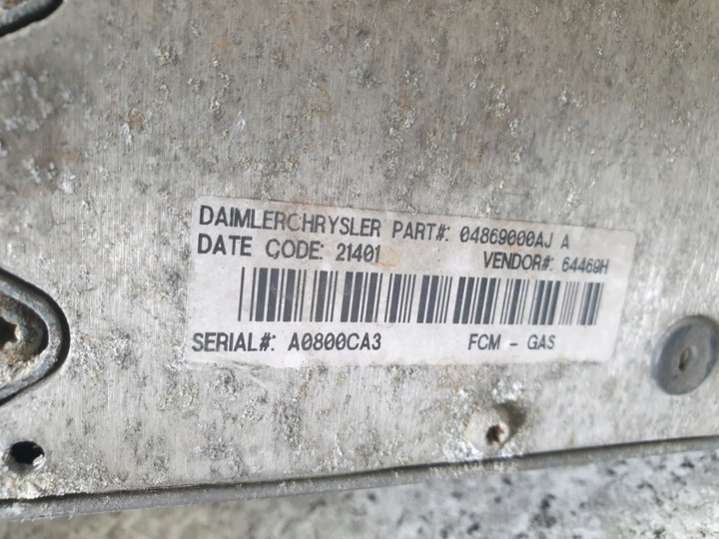 DAIMLERCHRYSLER PART#: 04869000AJ A
DATE CODE: 21401 VENDOR#: 64469H
SERIAL#: A0800CA3 FCM - GAS